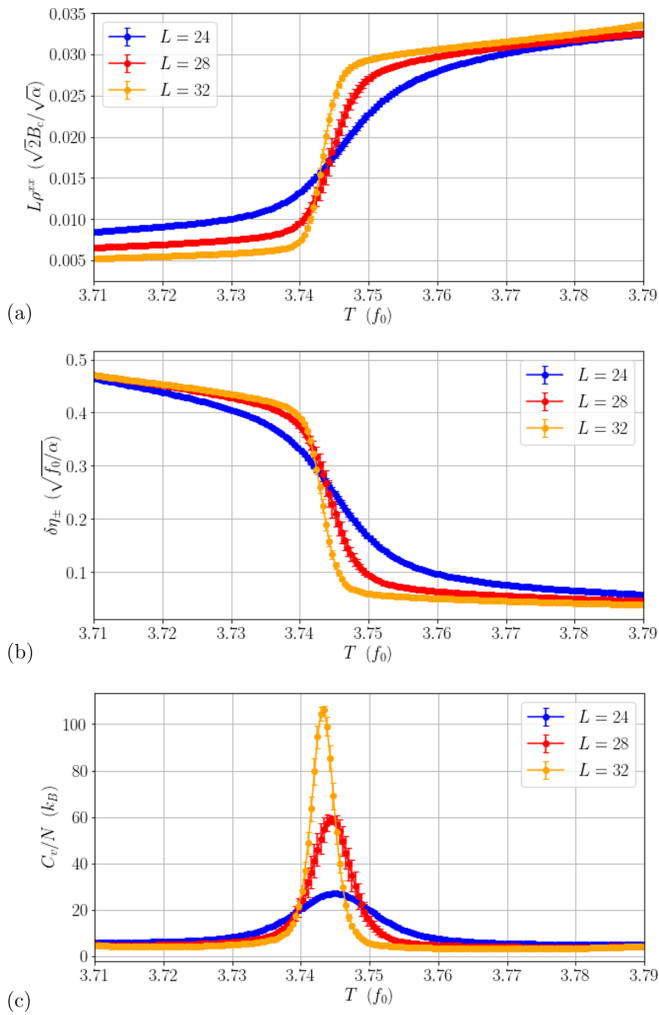 0.035
0.030
0.025
0.020
0.015
0.010
0.005
Lρ^{xx} (√2B_c/√α)
L = 24
L = 28
L = 32
3.71 3.72 3.73 3.74 3.75 3.76 3.77 3.78 3.79
T (f_0)
(a)
0.5
0.4
0.3
0.2
0.1
δη_± (√f_0/α)
L = 24
L = 28
L = 32
3.71 3.72 3.73 3.74 3.75 3.76 3.77 3.78 3.79
T (f_0)
(b)
100
80
60
40
20
0
C_v/N (k_B)
L = 24
L = 28
L = 32
3.71 3.72 3.73 3.74 3.75 3.76 3.77 3.78 3.79
T (f_0)
(c)